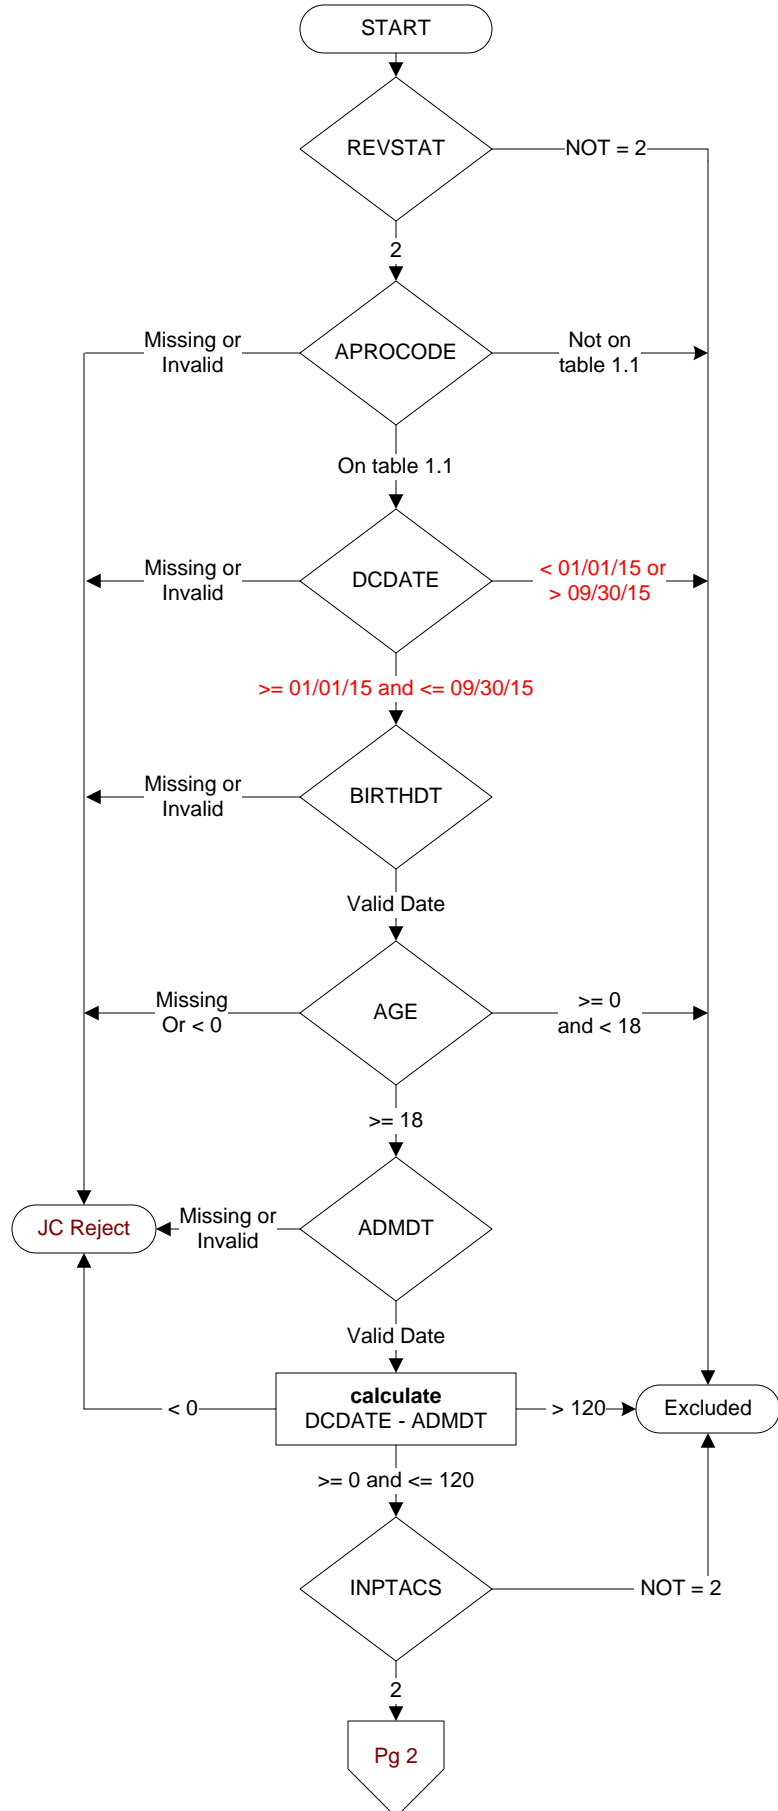 START
REVSTAT
NOT = 2
2
Missing or
Invalid
APROCODE
Not on
table 1.1
On table 1.1
Missing or
Invalid
DCDATE
< 01/01/15 or
> 09/30/15
>= 01/01/15 and <= 09/30/15
Missing or
Invalid
BIRTHDT
Valid Date
Missing
Or < 0
AGE
>= 0
and < 18
>= 18
JC Reject
Missing or
Invalid
ADMDT
Valid Date
< 0
calculate
DCDATE - ADMDT
> 120
Excluded
>= 0 and <= 120
INPTACS
NOT = 2
2
Pg 2